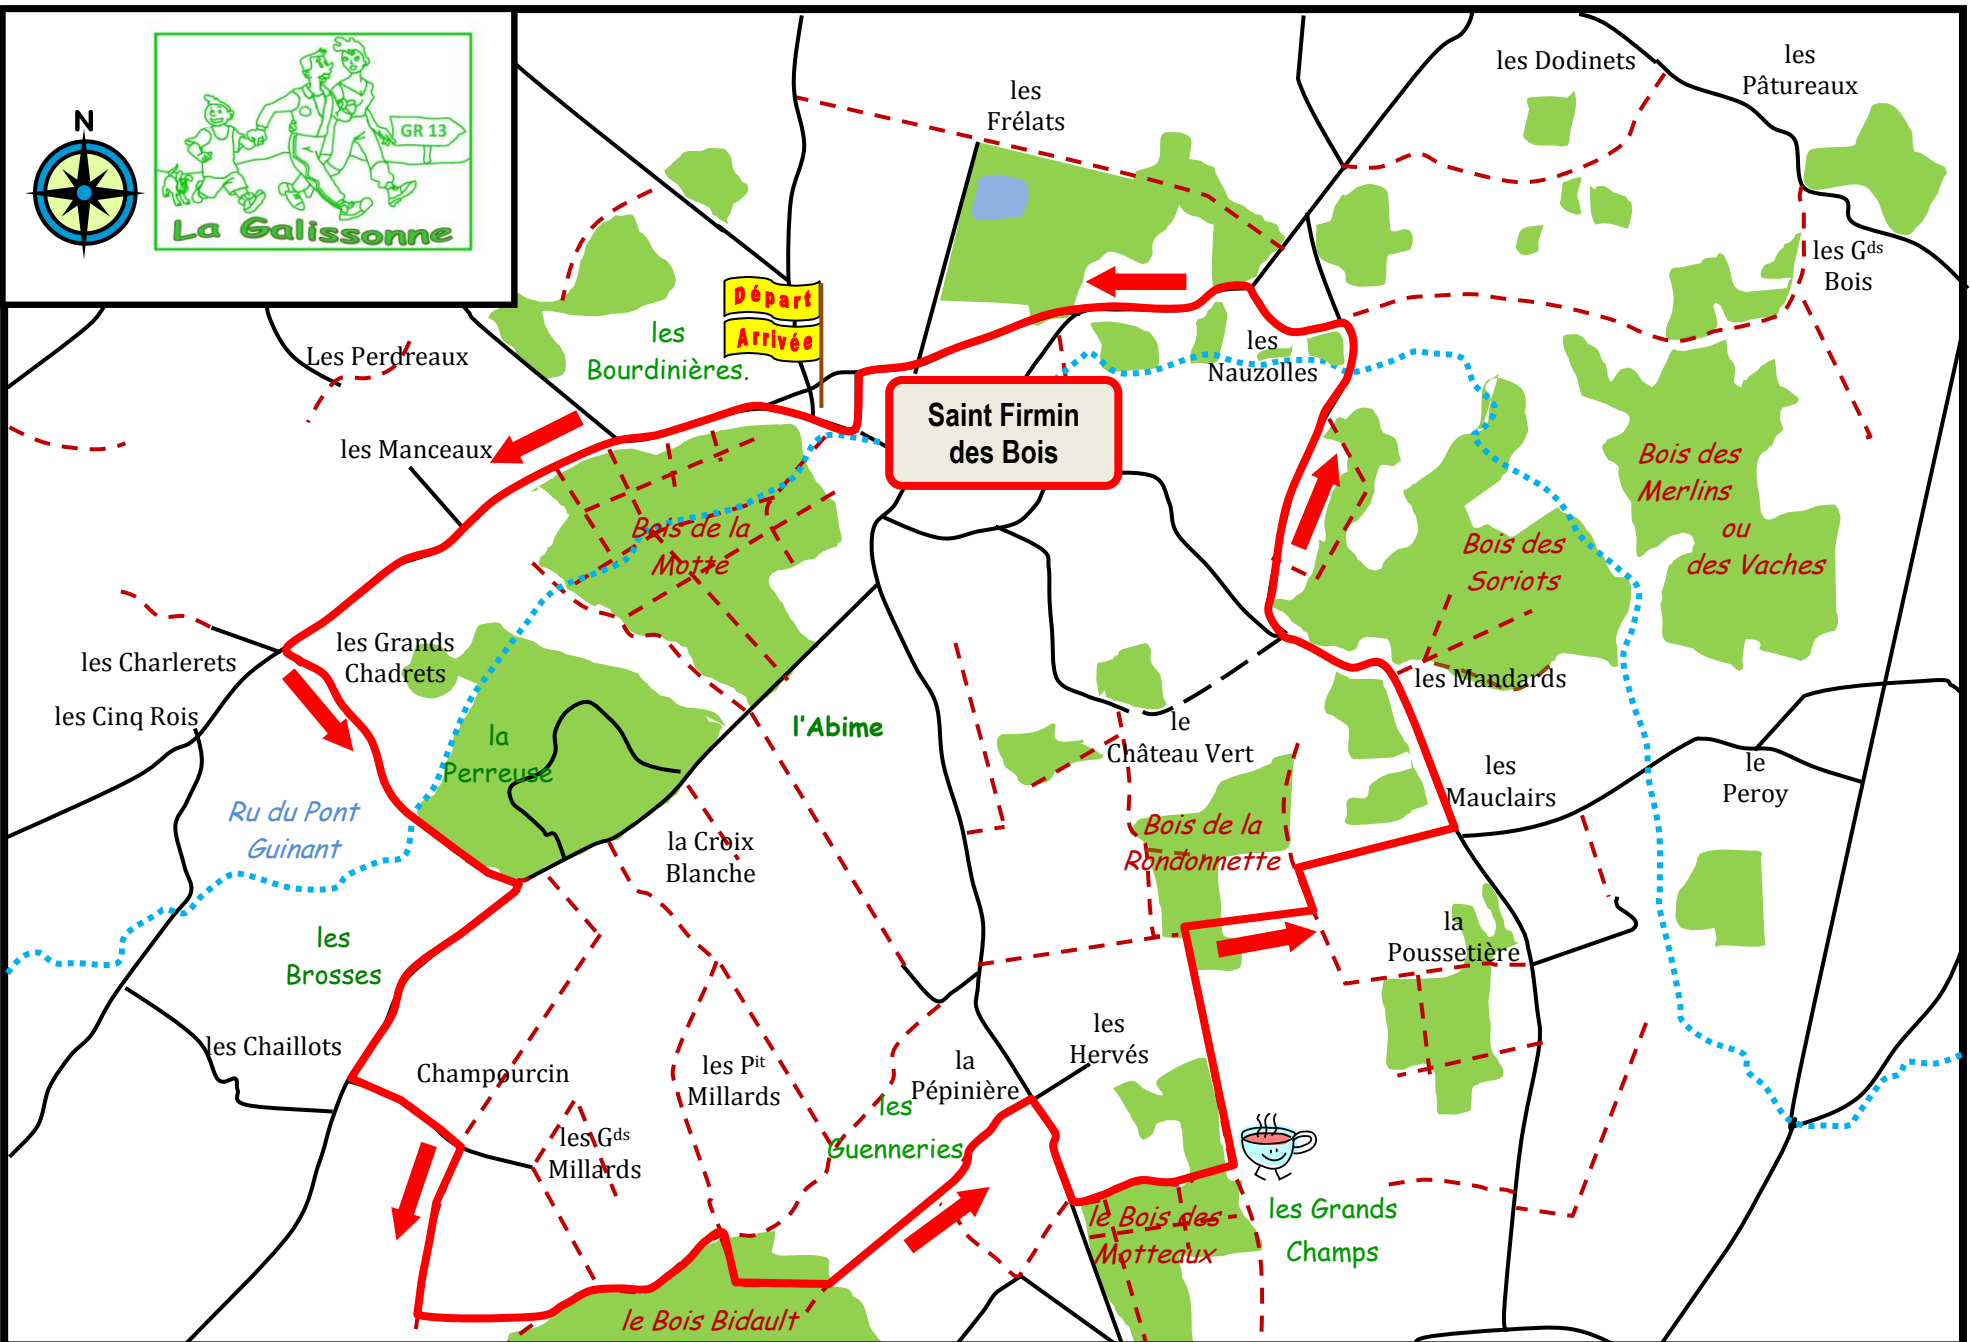 N
GR 13
La Galissonne
les Dodinets
les
Pâtureaux
les
Frélats
les Gds
Bois
Départ
Arrivée
les
Bourdinières.
Les Perdreaux
les
Nauzolles
Saint Firmin
des Bois
les Manceaux
Bois des
Merlins
ou
des Vaches
Bois de la
Motte
Bois des
Soriots
les Grands
Chadrets
les Charlerets
les Mandards
les Cinq Rois
la
Perreuse
l'Abime
le
Château Vert
les
Mauclairs
le
Peroy
Ru du Pont
Guinant
la Croix
Blanche
Bois de la
Rondonnette
les
Brosses
la
Poussetière
les Chaillots
Champourcin
les Pit
Millards
la
Pépinière
les
Hervés
les
Guenneries
les Gds
Millards
le Bois des
Motteaux
les Grands
Champs
le Bois Bidault